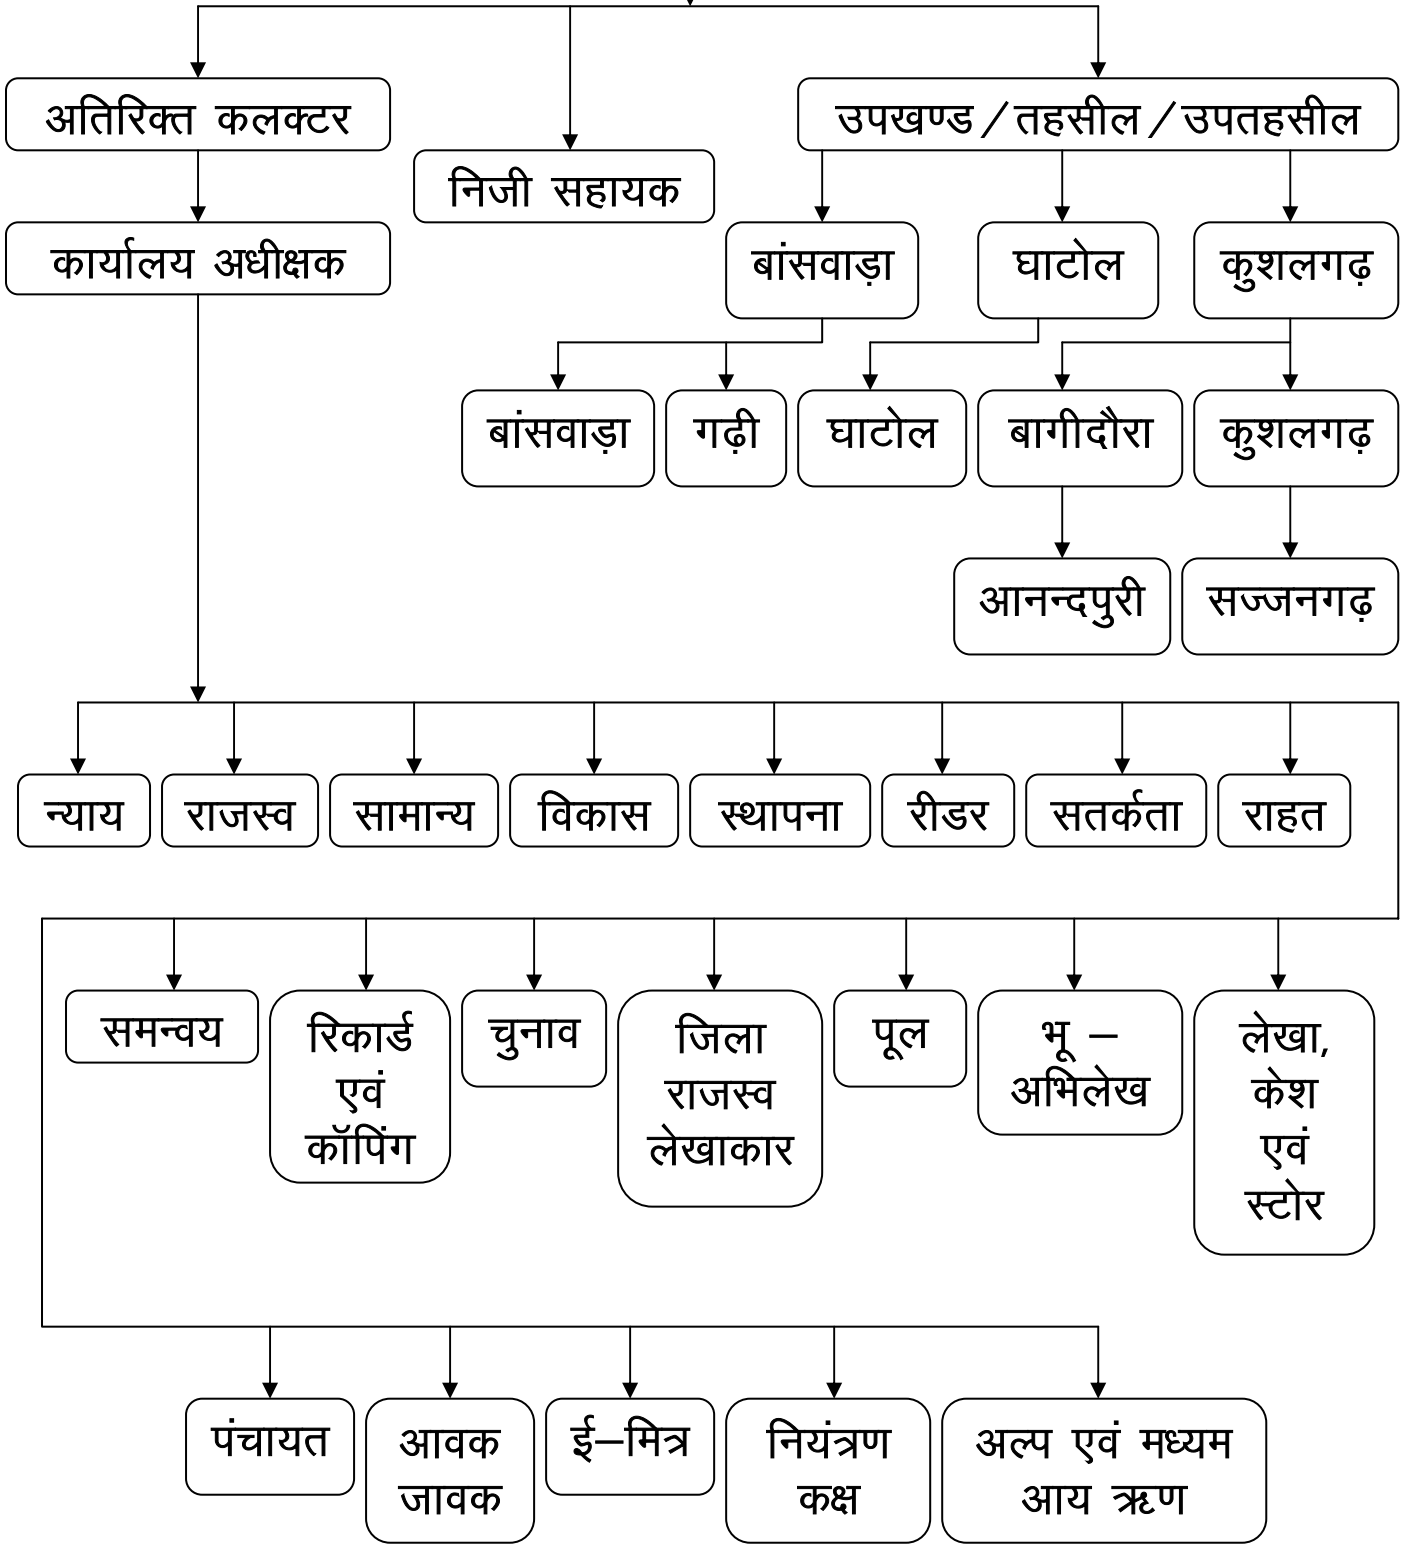 अतिरिक्त कलक्टर
उपखण्ड/तहसील/उपतहसील
निजी सहायक
कार्यालय अधीक्षक
बांसवाड़ा
घाटोल
कुशलगढ़
बांसवाड़ा
गढ़ी
घाटोल
बागीदौरा
कुशलगढ़
आनन्दपुरी
सज्जनगढ़
न्याय
राजस्व
सामान्य
विकास
स्थापना
रीडर
सतर्कता
राहत
समन्वय
रिकार्ड
एवं
कॉपिंग
चुनाव
जिला
राजस्व
लेखाकार
पूल
भू –
अभिलेख
लेखा,
केश
एवं
स्टोर
पंचायत
आवक
जावक
ई–मित्र
नियंत्रण
कक्ष
अल्प एवं मध्यम
आय ऋण